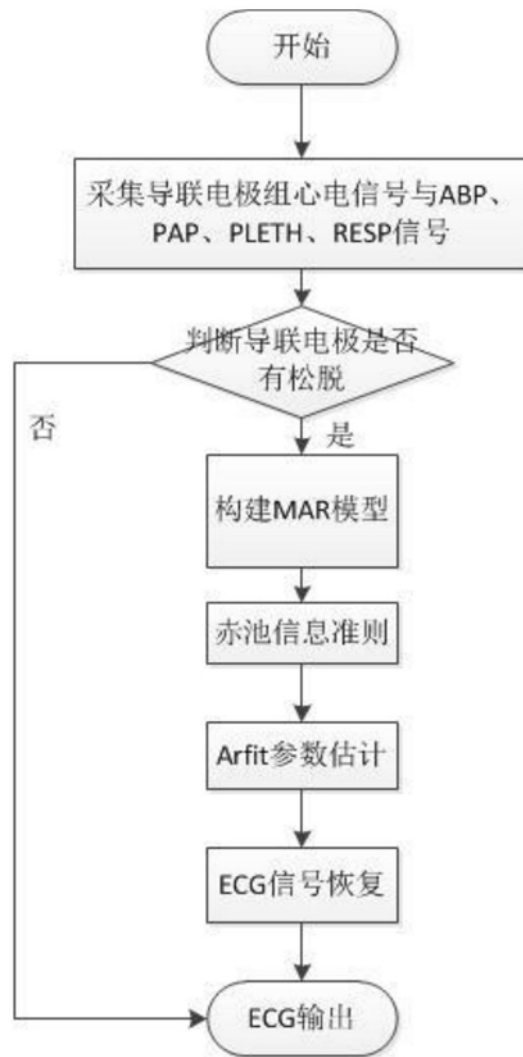 开始
采集导联电极组心电信号与ABP、
PAP、PLETH、RESP信号
判断导联电极是否
有松脱
否
是
构建MAR模型
赤池信息准则
Arfit参数估计
ECG信号恢复
ECG输出